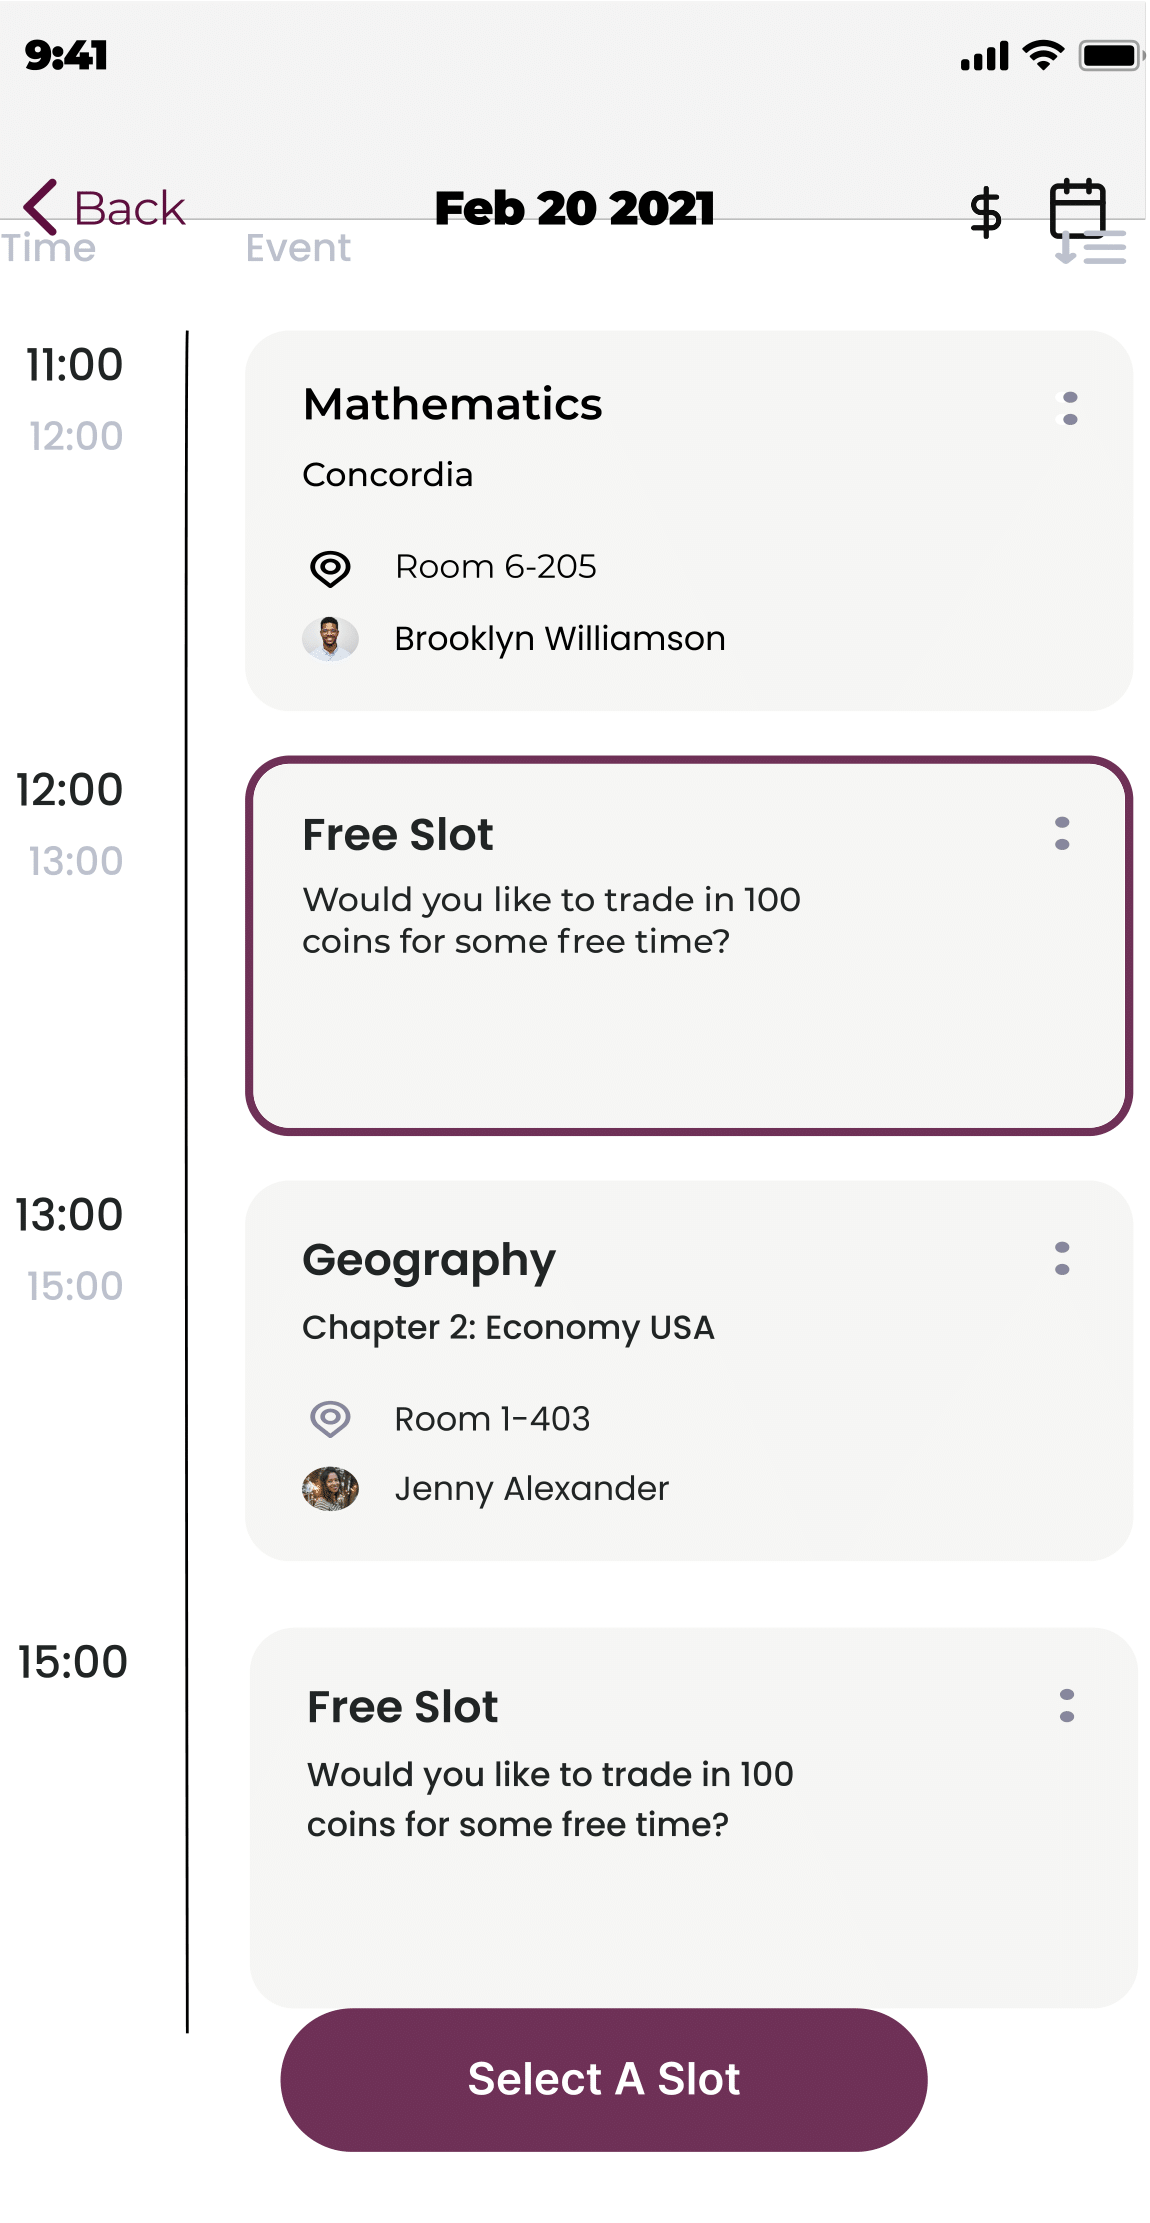 9:41
Back
Feb 20 2021
$
Time
Event
11:00
12:00
Mathematics
Concordia
Room 6-205
Brooklyn Williamson
12:00
13:00
Free Slot
Would you like to trade in 100
coins for some free time?
13:00
15:00
Geography
Chapter 2: Economy USA
Room 1-403
Jenny Alexander
15:00
Free Slot
Would you like to trade in 100
coins for some free time?
Select A Slot